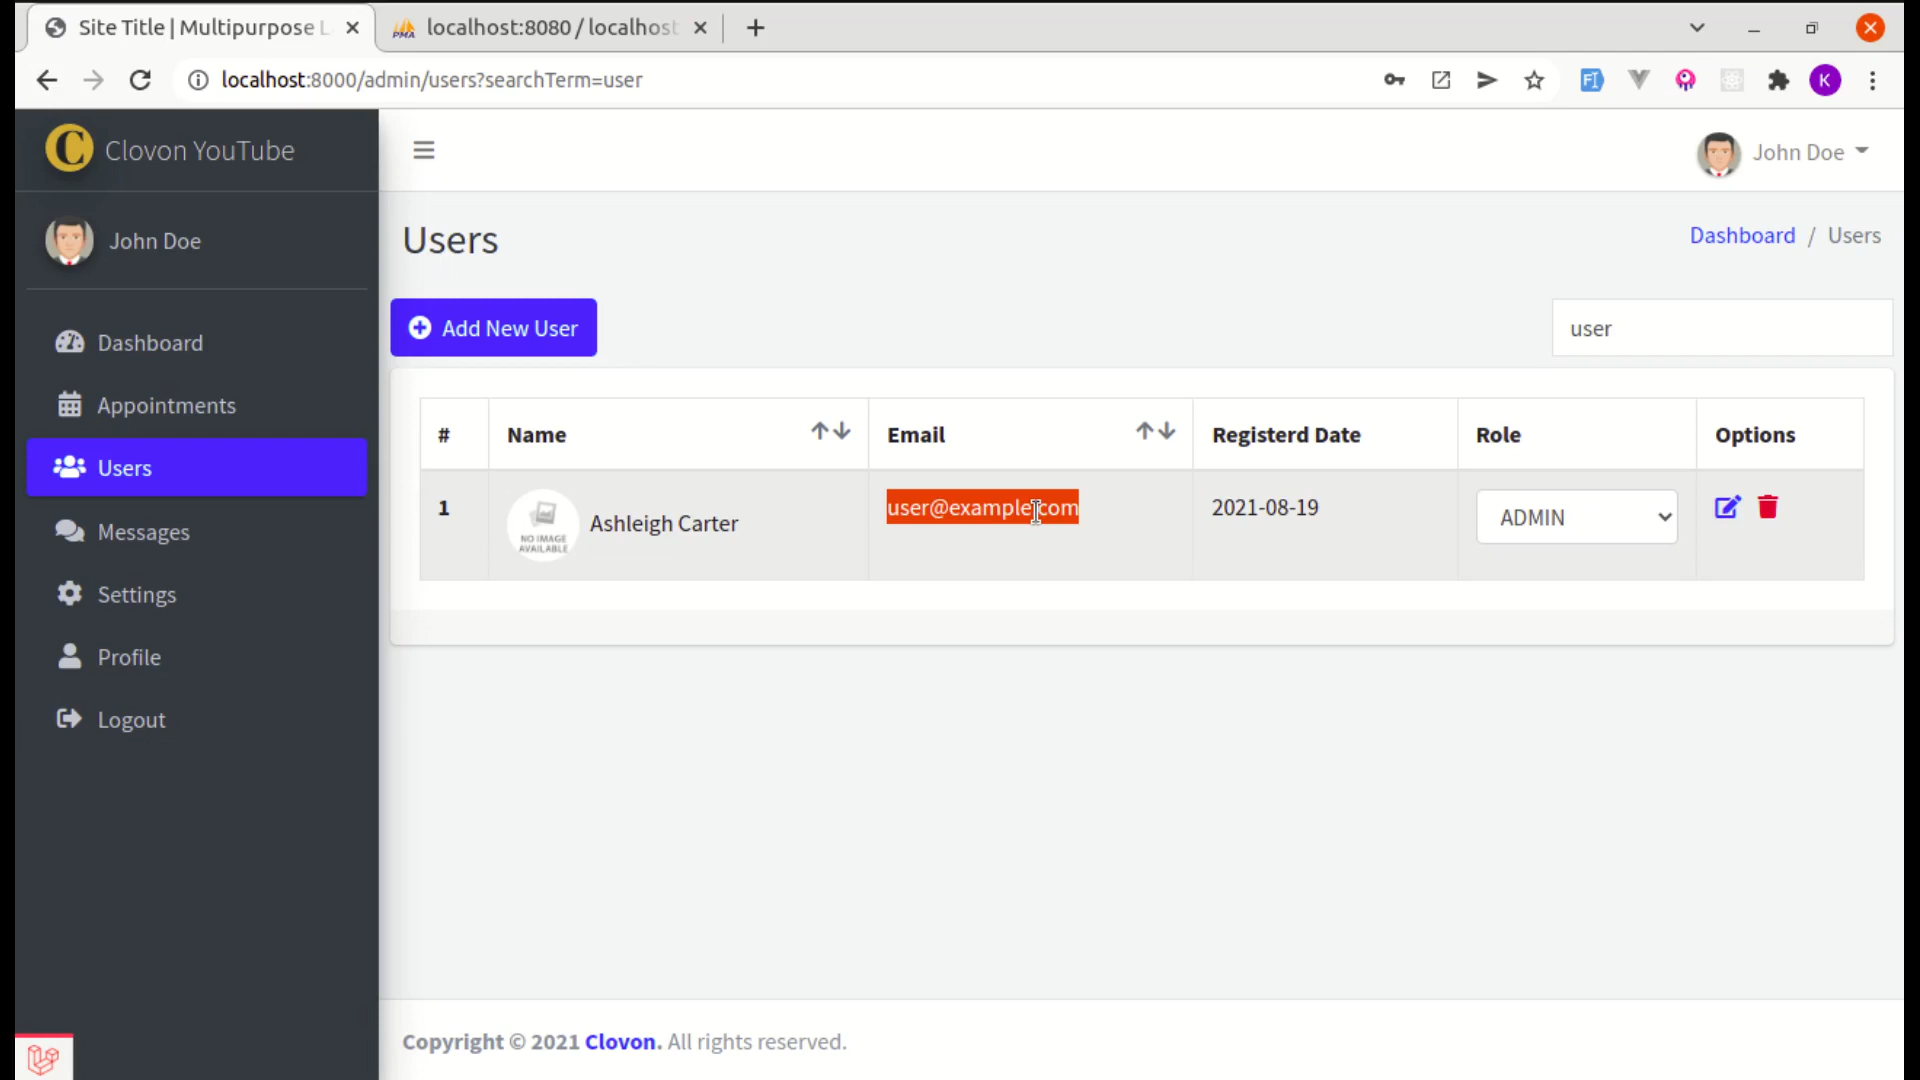 Site Title | Multipurpose L
localhost:8080 / localhost
localhost:8000/admin/users?searchTerm=user
K
C Clovon YouTube
John Doe
John Doe
Users
Dashboard / Users
Add New User
user
Dashboard
Appointments
Users
Messages
Settings
Profile
Logout
# Name Email Registerd Date Role Options
1 NO IMAGE AVAILABLE Ashleigh Carter user@example.com 2021-08-19 ADMIN
Copyright © 2021 Clovon. All rights reserved.